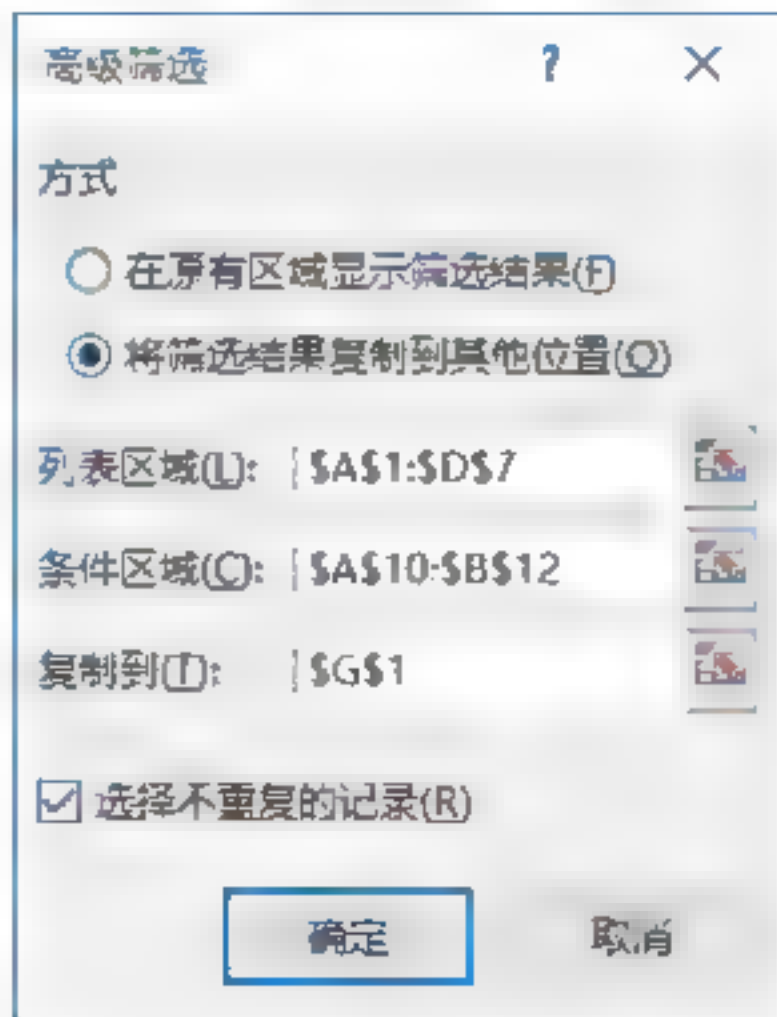 高级筛选 ? ×
方式
在原有区域显示筛选结果(F)
将筛选结果复制到其他位置(O)
列表区域(L): $A$1:$D$7
条件区域(C): $A$10:$B$12
复制到(T): $G$1
选择不重复的记录(R)
确定 取消